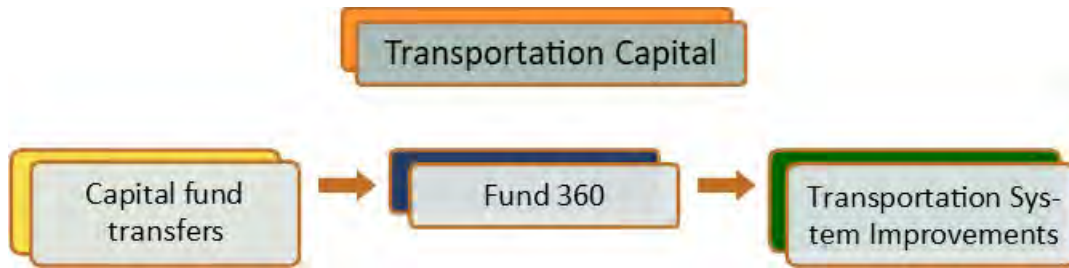 Transportation Capital
Capital fund
transfers
Fund 360
Transportation Sys-
tem Improvements